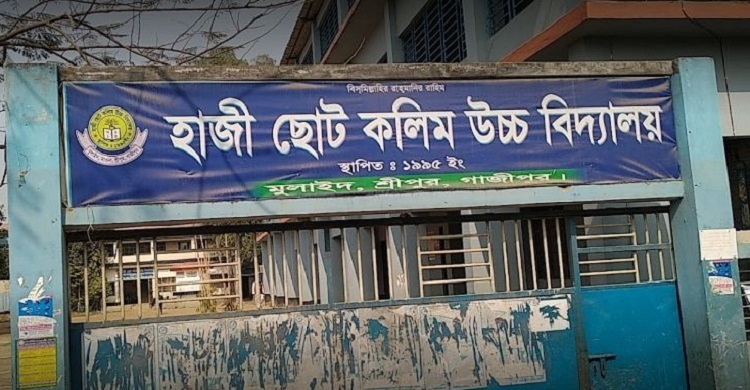 বিসমিল্লাহির রাহমানির রাহিম
হাজী ছোট কলিম উচ্চ বিদ্যালয়
স্থাপিত ঃ ১৯৯৫ ইং
মুলাইদ, শ্রীপুর, গাজীপুর।